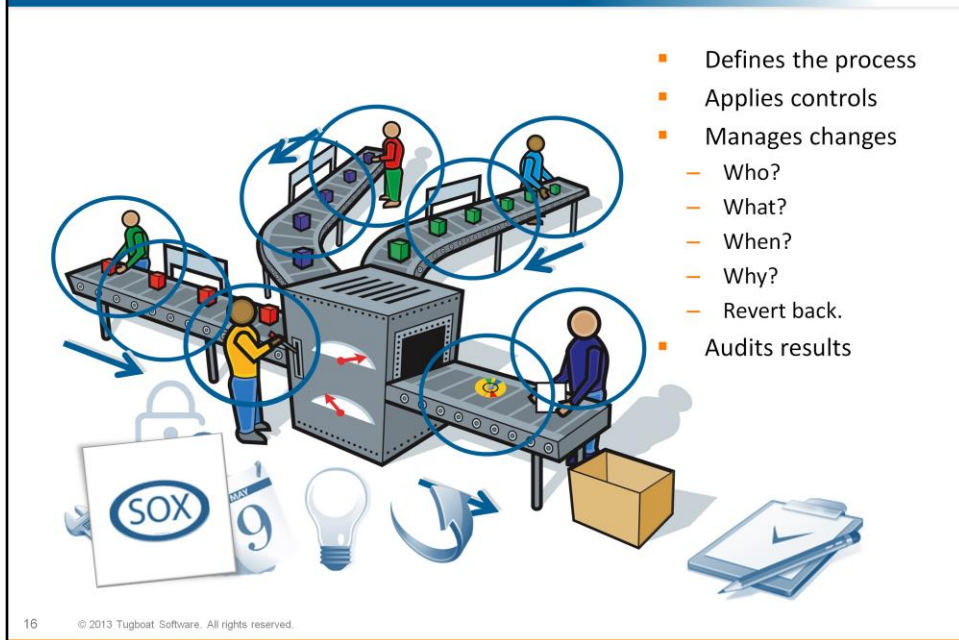 Defines the process
Applies controls
Manages changes
– Who?
– What?
– When?
– Why?
– Revert back.
Audits results
SOX
MAY
9
16
© 2013 Tugboat Software. All rights reserved.